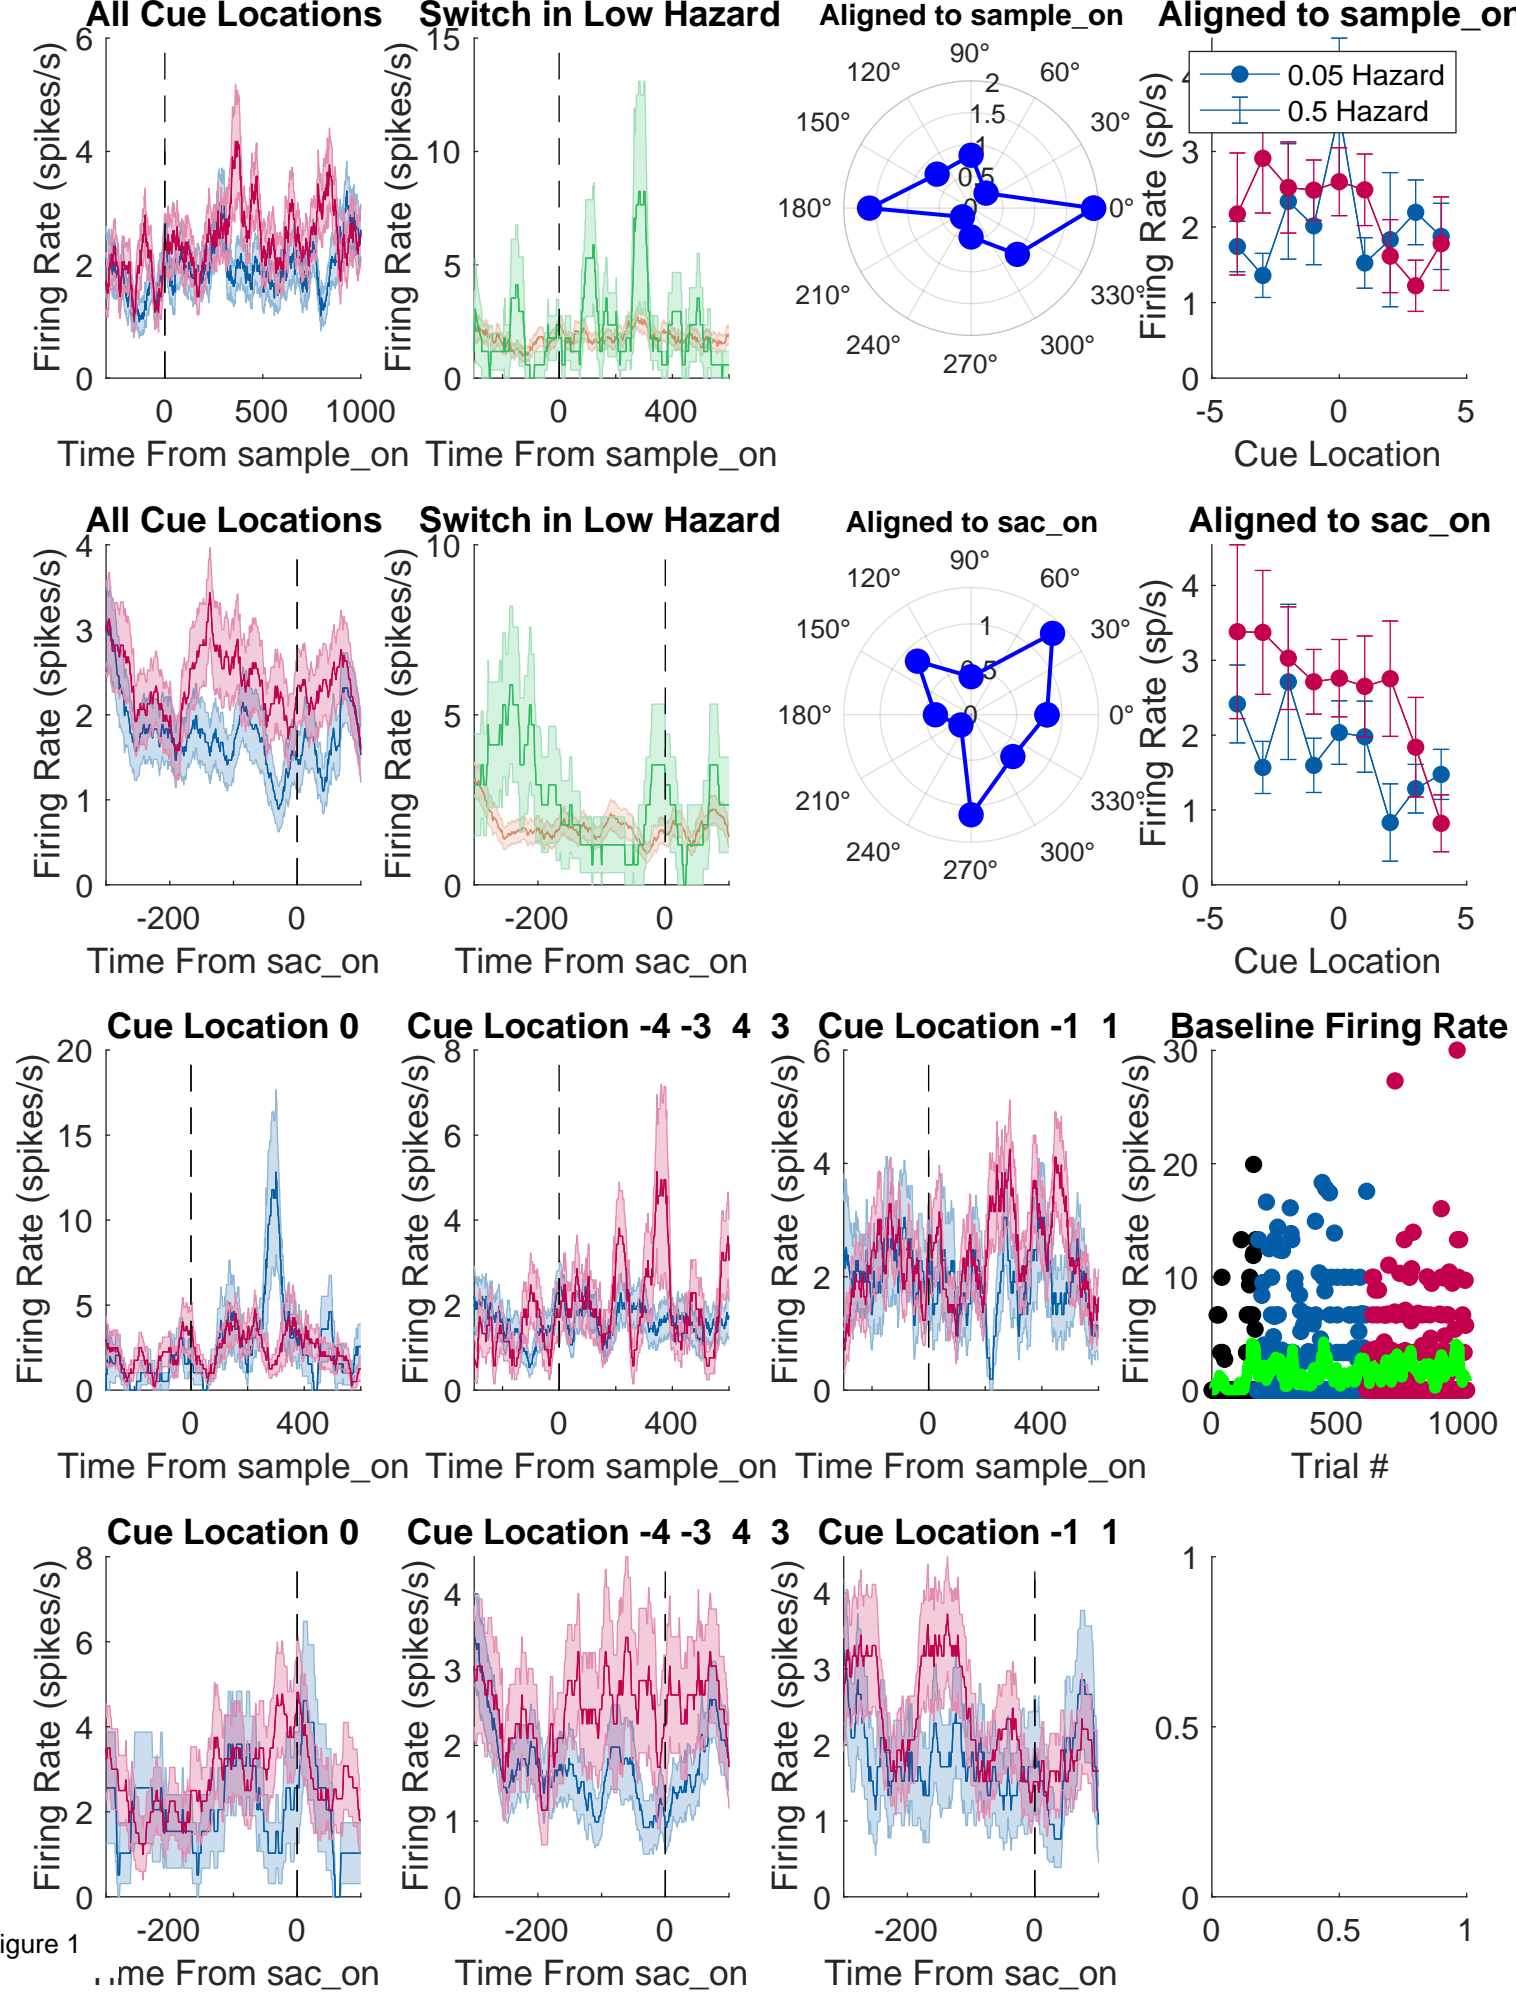 All Cue Locations
Switch in Low Hazard
Aligned to sample_on
Aligned to sample_on
Firing Rate (spikes/s)
0
2
4
6
0
500
1000
Time From sample_on
Firing Rate (spikes/s)
0
5
10
15
0
400
Time From sample_on
0°
30°
60°
90°
120°
150°
180°
210°
240°
270°
300°
330°
0
0.5
1
1.5
2
Firing Rate (sp/s)
0
1
2
3
4
-5
0
5
Cue Location
0.05 Hazard
0.5 Hazard
All Cue Locations
Switch in Low Hazard
Aligned to sac_on
Aligned to sac_on
Firing Rate (spikes/s)
0
1
2
3
4
-200
0
Time From sac_on
Firing Rate (spikes/s)
0
5
10
-200
0
Time From sac_on
0°
30°
60°
90°
120°
150°
180°
210°
240°
270°
300°
330°
0
0.5
1
Firing Rate (sp/s)
0
1
2
3
4
-5
0
5
Cue Location
Cue Location 0
Cue Location -4 -3 4 3
Cue Location -1 1
Baseline Firing Rate
Firing Rate (spikes/s)
0
5
10
15
20
0
400
Time From sample_on
Firing Rate (spikes/s)
0
2
4
6
8
0
400
Time From sample_on
Firing Rate (spikes/s)
0
2
4
6
0
400
Time From sample_on
Firing Rate (spikes/s)
0
10
20
30
0
500
1000
Trial #
Cue Location 0
Cue Location -4 -3 4 3
Cue Location -1 1
Firing Rate (spikes/s)
0
2
4
6
8
-200
0
Time From sac_on
Firing Rate (spikes/s)
0
1
2
3
4
-200
0
Time From sac_on
Firing Rate (spikes/s)
0
1
2
3
4
-200
0
Time From sac_on
0
0.5
1
0
0.5
1
igure 1